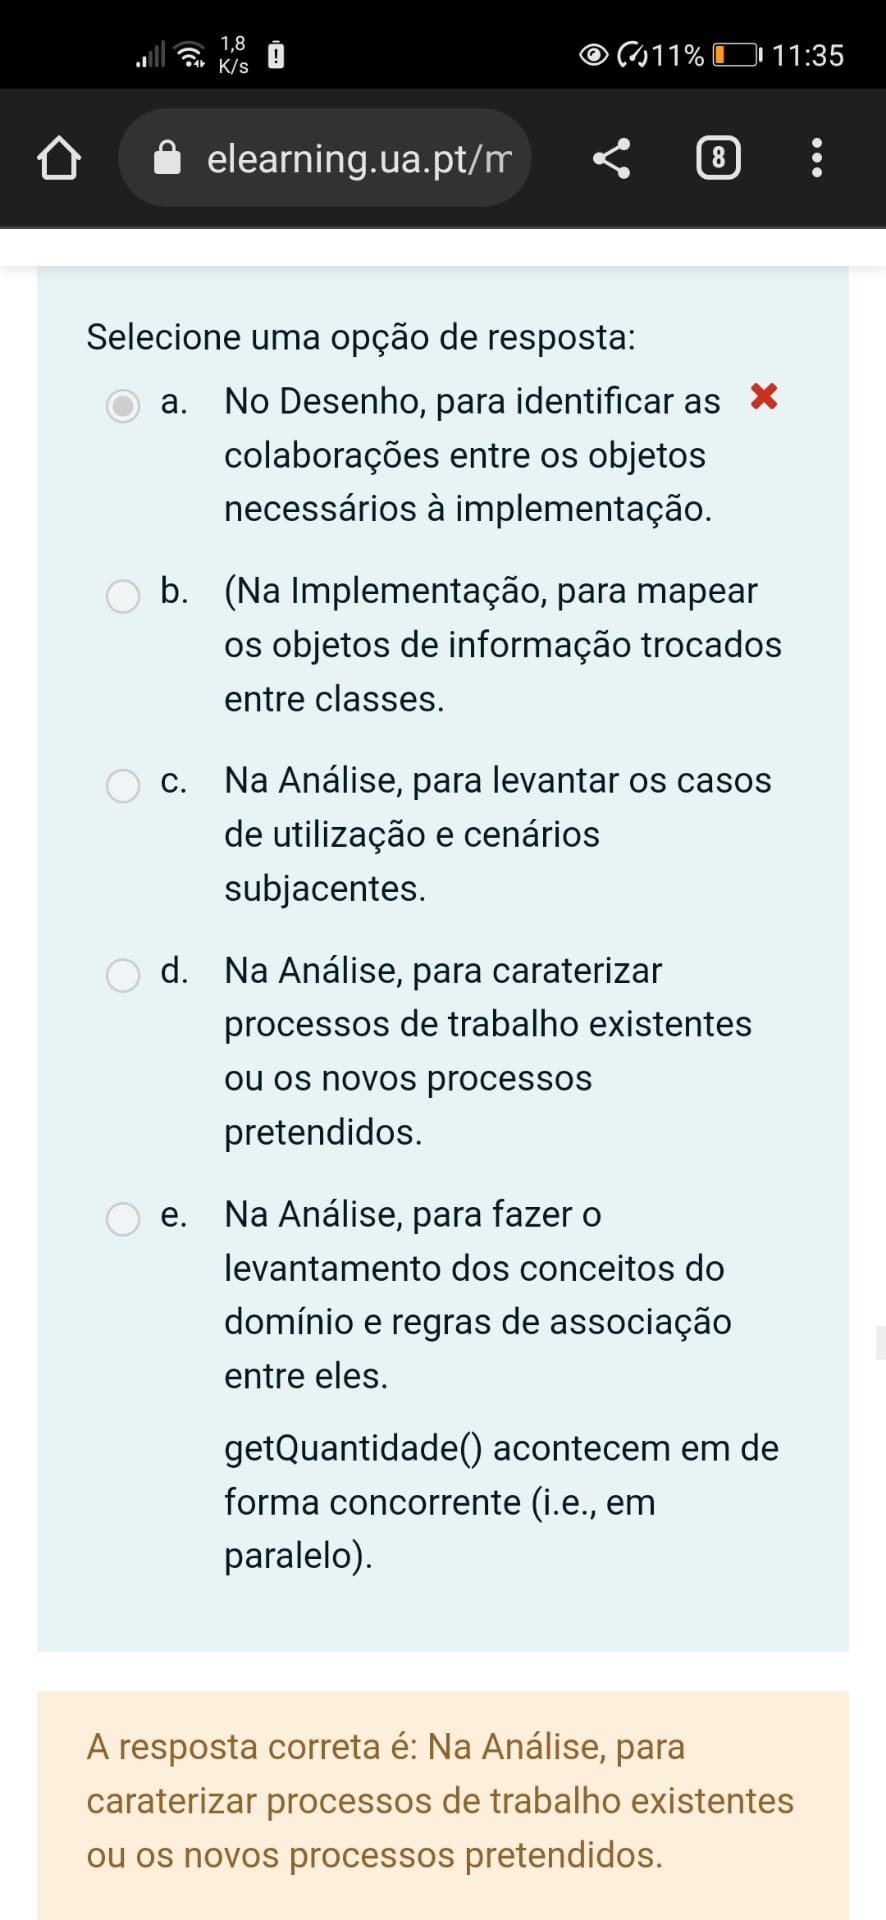 1,8
K/s
11%
11:35
elearning.ua.pt/m
8
Selecione uma opção de resposta:
a. No Desenho, para identificar as
colaborações entre os objetos
necessários à implementação.
b. (Na Implementação, para mapear
os objetos de informação trocados
entre classes.
c. Na Análise, para levantar os casos
de utilização e cenários
subjacentes.
d. Na Análise, para caraterizar
processos de trabalho existentes
ou os novos processos
pretendidos.
e. Na Análise, para fazer o
levantamento dos conceitos do
domínio e regras de associação
entre eles.
getQuantidade() acontecem em de
forma concorrente (i.e., em
paralelo).
A resposta correta é: Na Análise, para
caraterizar processos de trabalho existentes
ou os novos processos pretendidos.